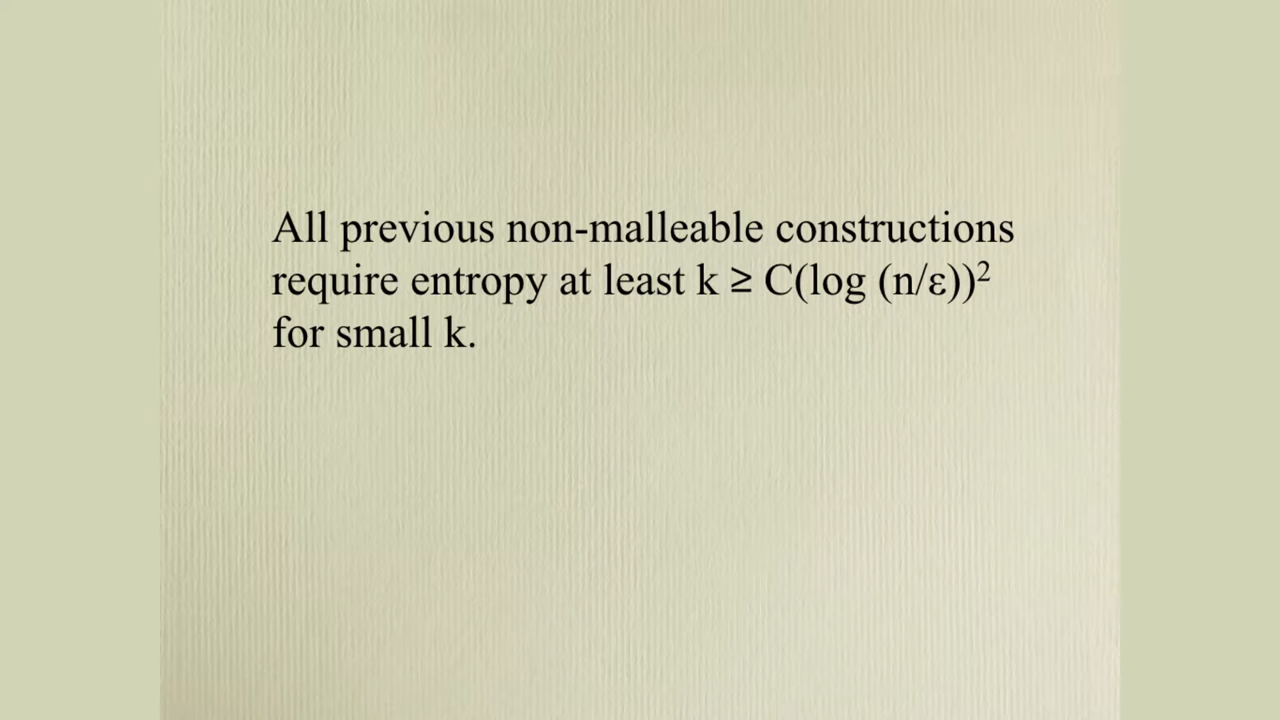 All previous non-malleable constructions
require entropy at least k ≥ C(log (n/ε))²
for small k.